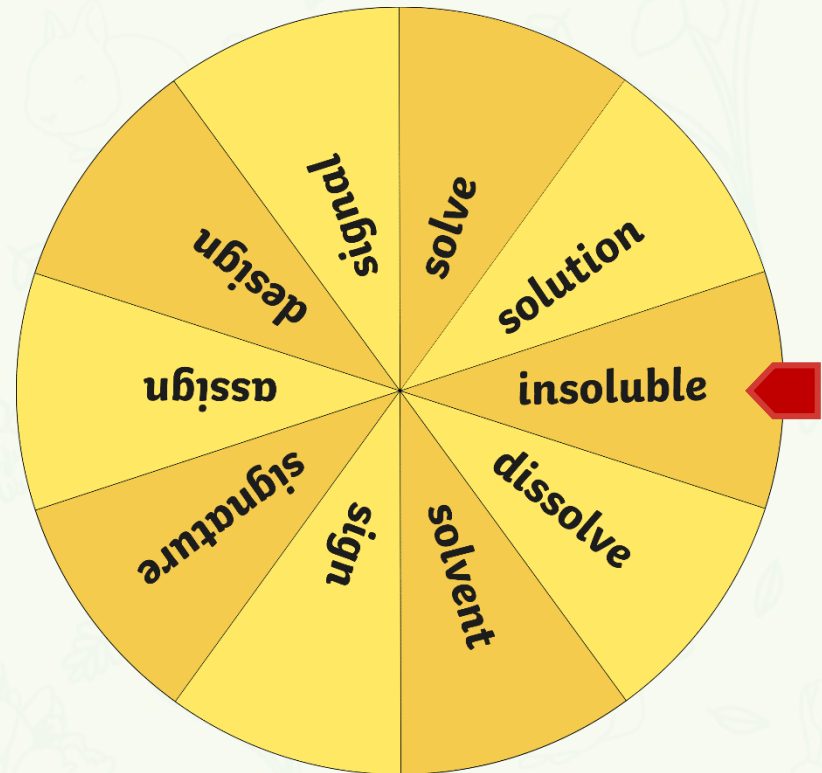 solve
solution
insoluble
dissolve
solvent
sign
signature
assign
design
signal